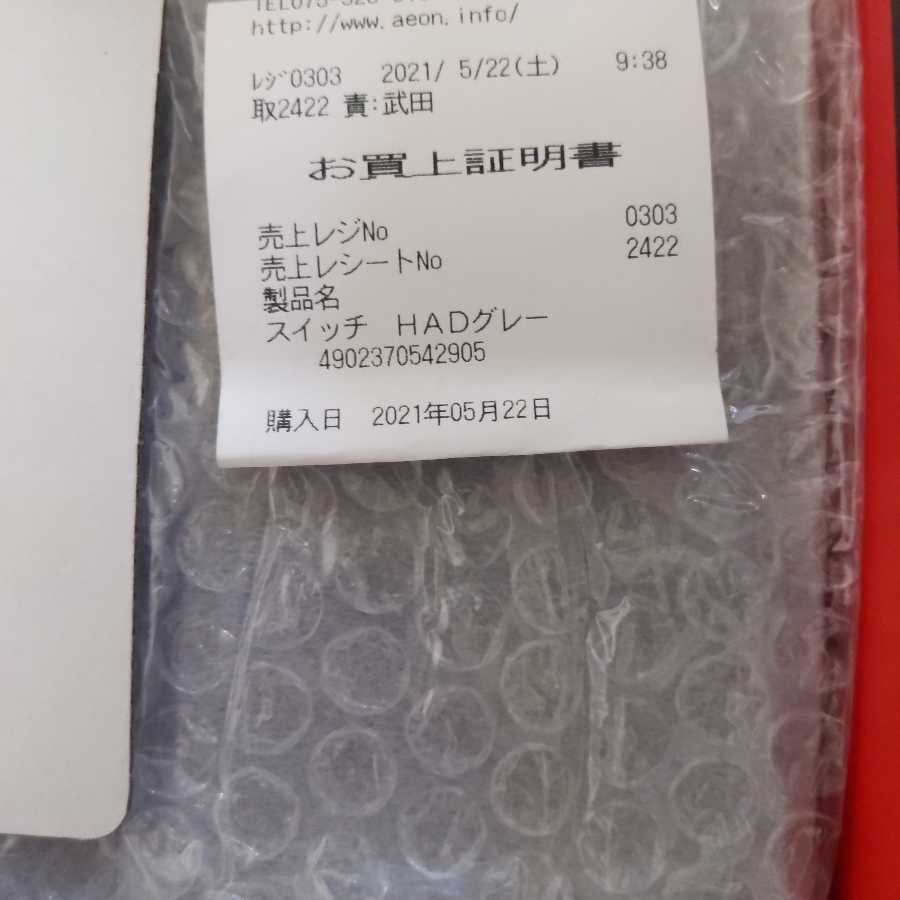 http://www.aeon.info/
ﾚｼﾞ0303 2021/ 5/22(土) 9:38
取2422 責:武田
お買上証明書
売上レジNo 0303
売上レシートNo 2422
製品名
スイッチ HADグレー
4902370542905
購入日 2021年05月22日